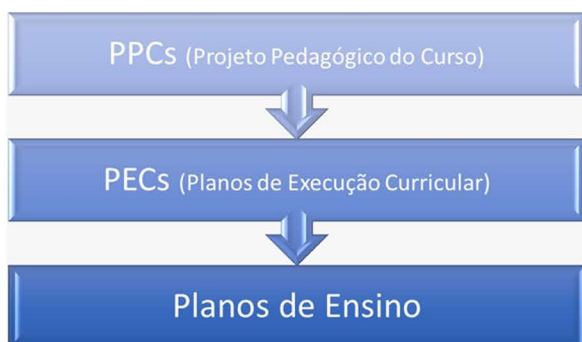 PPCs (Projeto Pedagógico do Curso)
PECs (Planos de Execução Curricular)
Planos de Ensino